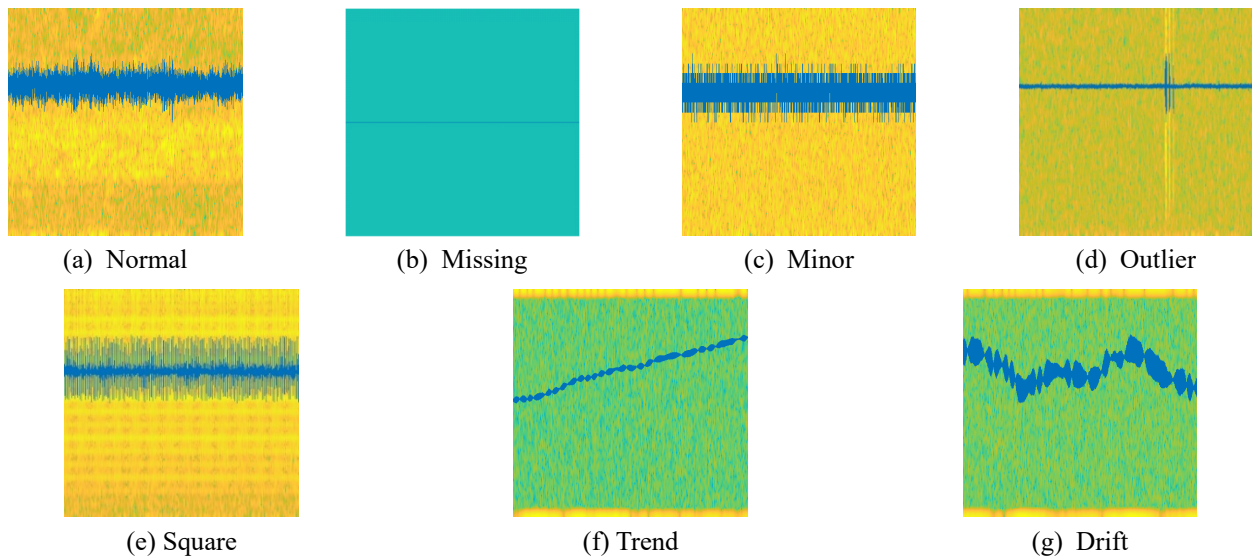 (a) Normal
(b) Missing
(c) Minor
(d) Outlier
(e) Square
(f) Trend
(g) Drift